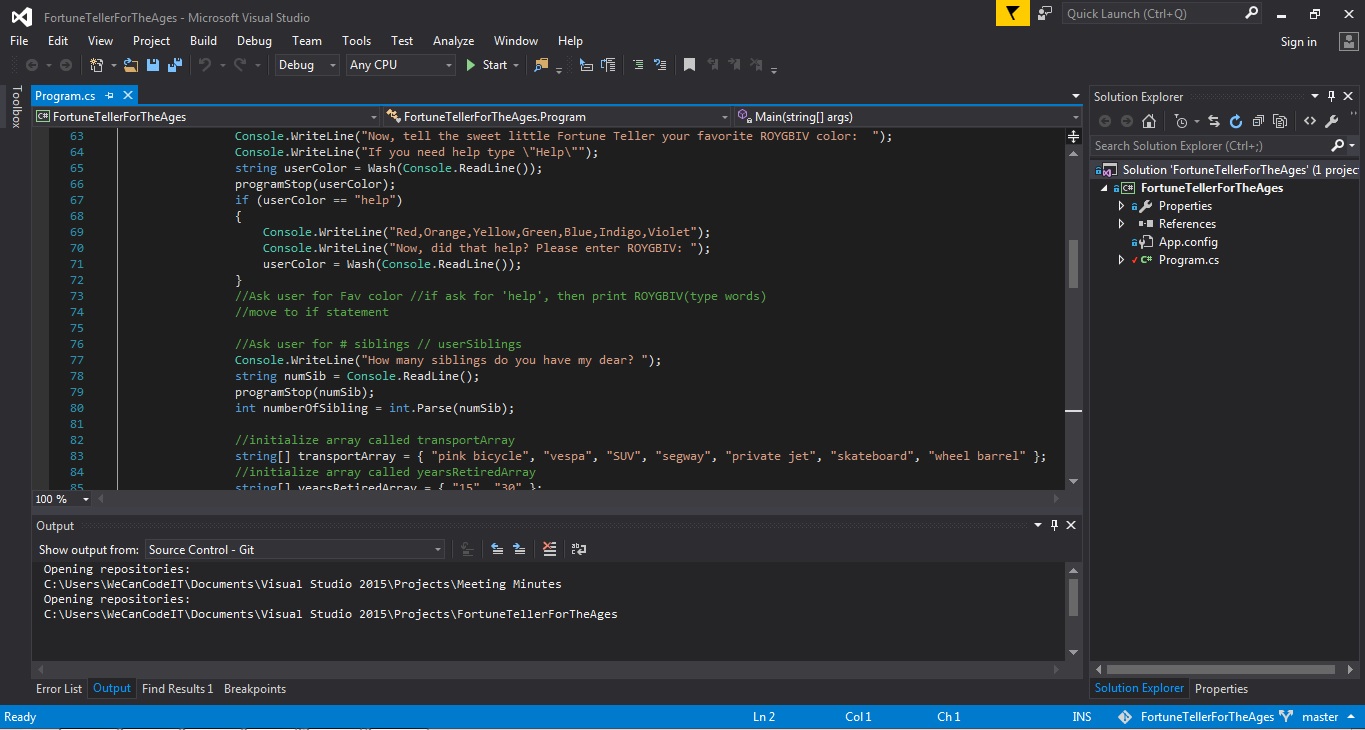 FortuneTellerForTheAges - Microsoft Visual Studio
Quick Launch (Ctrl+Q)
File Edit View Project Build Debug Team Tools Test Analyze Window Help
Sign in
Debug Any CPU Start
Toolbox
Program.cs
C# FortuneTellerForTheAges FortuneTellerForTheAges.Program Main(string[] args)
63 Console.WriteLine("Now, tell the sweet little Fortune Teller your favorite ROYGBIV color:  ");
64 Console.WriteLine("If you need help type \"Help\"");
65 string userColor = Wash(Console.ReadLine());
66 programStop(userColor);
67 if (userColor == "help")
68 {
69 Console.WriteLine("Red,Orange,Yellow,Green,Blue,Indigo,Violet");
70 Console.WriteLine("Now, did that help? Please enter ROYGBIV: ");
71 userColor = Wash(Console.ReadLine());
72 }
73 //Ask user for Fav color //if ask for 'help', then print ROYGBIV(type words)
74 //move to if statement
75
76 //Ask user for # siblings // userSiblings
77 Console.WriteLine("How many siblings do you have my dear? ");
78 string numSib = Console.ReadLine();
79 programStop(numSib);
80 int numberOfSibling = int.Parse(numSib);
81
82 //initialize array called transportArray
83 string[] transportArray = { "pink bicycle", "vespa", "SUV", "segway", "private jet", "skateboard", "wheel barrel" };
84 //initialize array called yearsRetiredArray
85 string[] yearsRetiredArray = { "15", "30" };
100 %
Output
Show output from: Source Control - Git
Opening repositories:
C:\Users\WeCanCodeIT\Documents\Visual Studio 2015\Projects\Meeting Minutes
Opening repositories:
C:\Users\WeCanCodeIT\Documents\Visual Studio 2015\Projects\FortuneTellerForTheAges
Error List Output Find Results 1 Breakpoints
Solution Explorer
Search Solution Explorer (Ctrl+;)
Solution 'FortuneTellerForTheAges' (1 projec
C# FortuneTellerForTheAges
Properties
References
App.config
C# Program.cs
Solution Explorer Properties
Ready Ln 2 Col 1 Ch 1 INS FortuneTellerForTheAges master